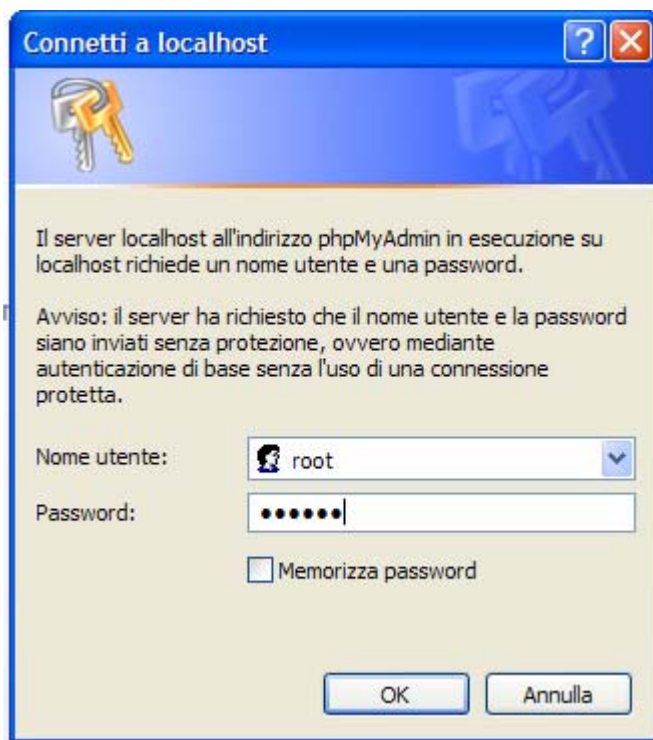 Connetti a localhost
Il server localhost all'indirizzo phpMyAdmin in esecuzione su
localhost richiede un nome utente e una password.
Avviso: il server ha richiesto che il nome utente e la password
siano inviati senza protezione, ovvero mediante
autenticazione di base senza l'uso di una connessione
protetta.
Nome utente: root
Password: ••••••
Memorizza password
OK Annulla